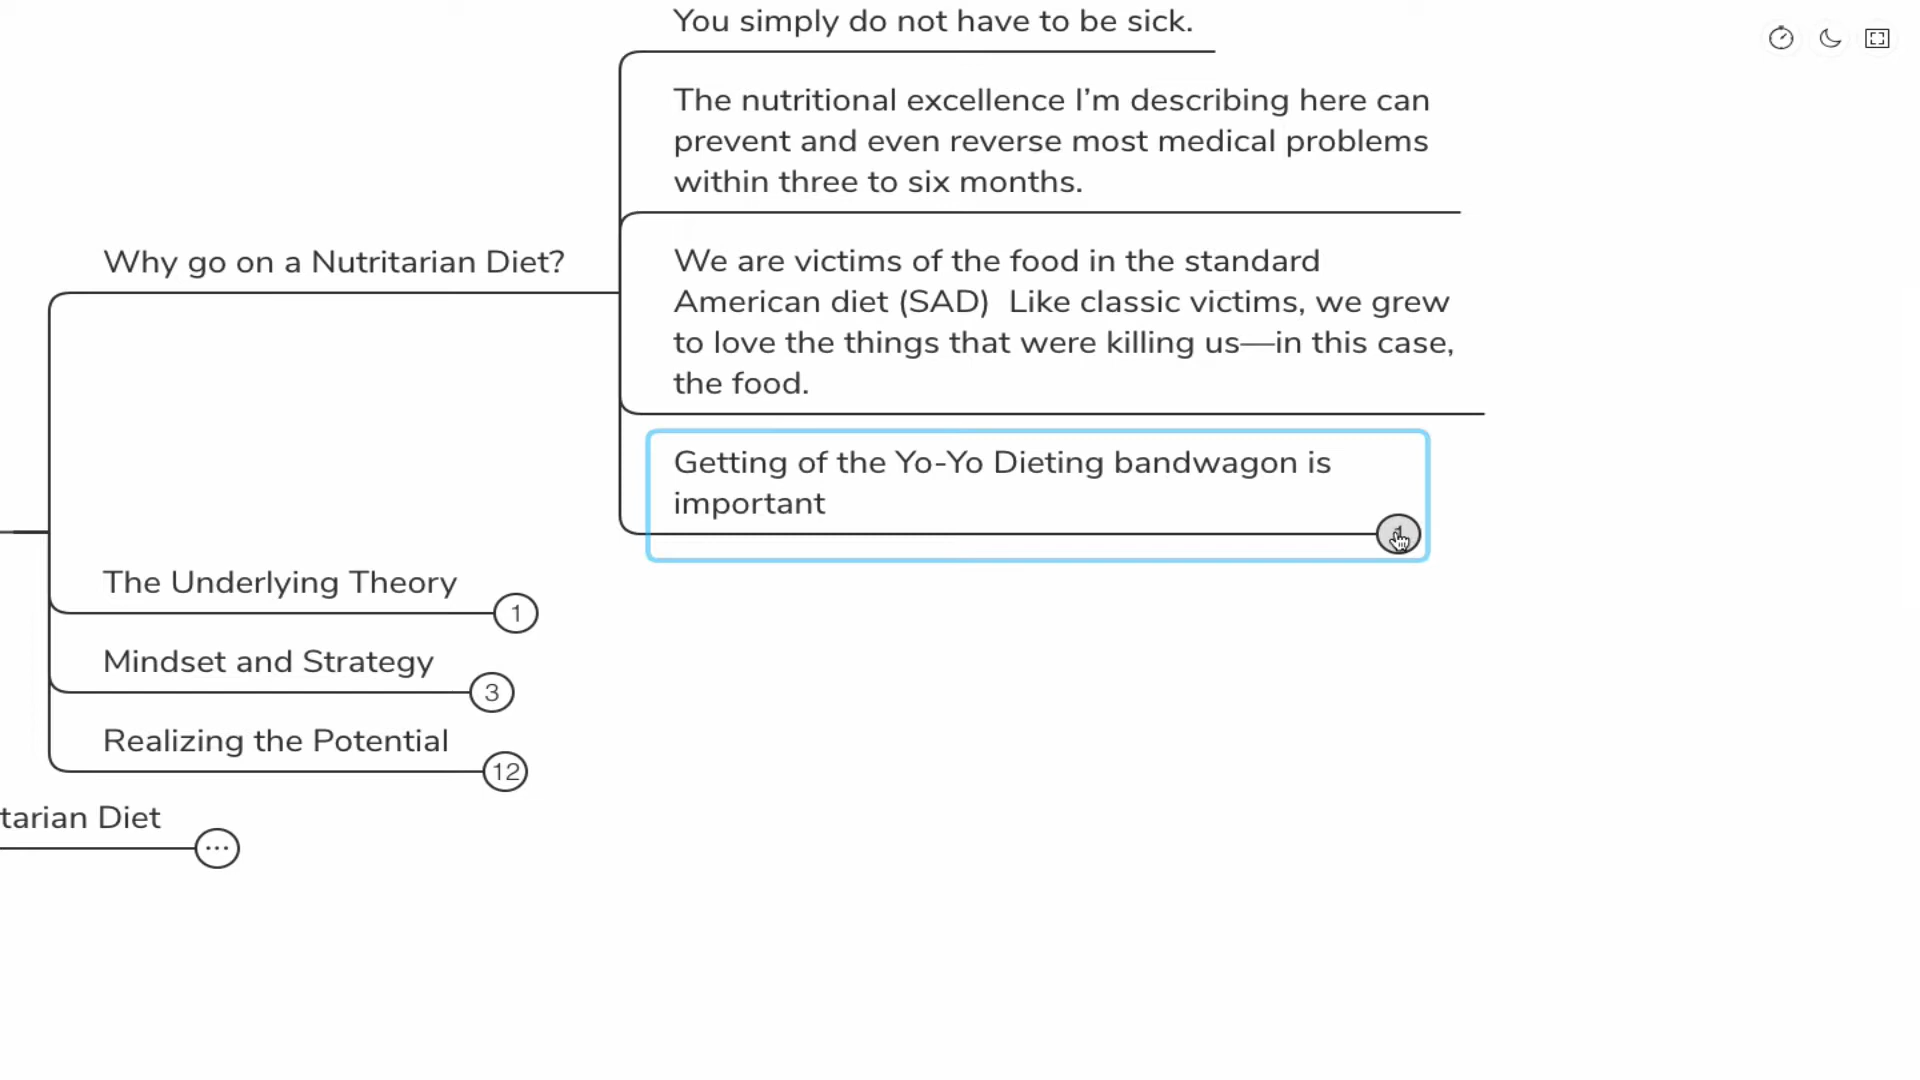 You simply do not have to be sick.
The nutritional excellence I’m describing here can
prevent and even reverse most medical problems
within three to six months.
Why go on a Nutritarian Diet?
We are victims of the food in the standard
American diet (SAD)  Like classic victims, we grew
to love the things that were killing us—in this case,
the food.
Getting of the Yo-Yo Dieting bandwagon is
important
The Underlying Theory
1
Mindset and Strategy
3
Realizing the Potential
12
tarian Diet